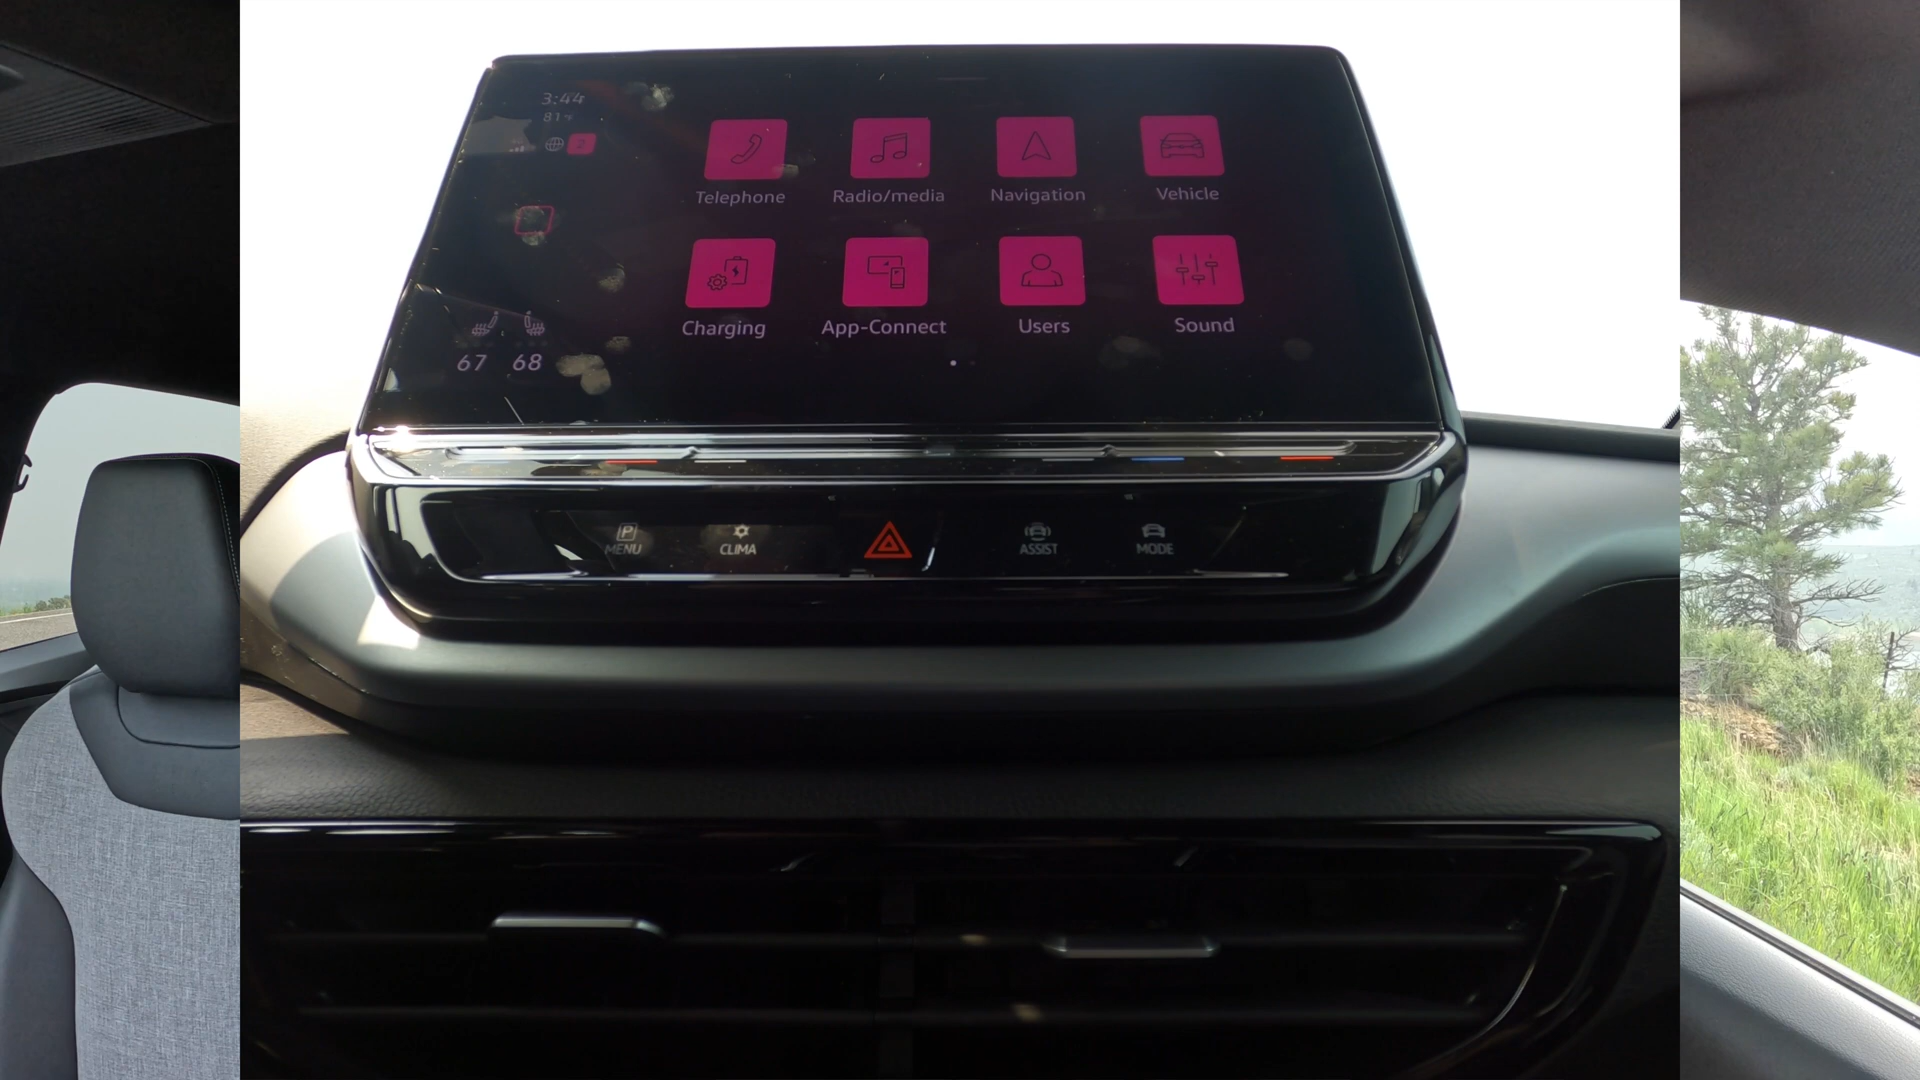 3:44
81°F
2
Telephone Radio/media Navigation Vehicle
Charging App-Connect Users Sound
67 68
P
MENU CLIMA ASSIST MODE